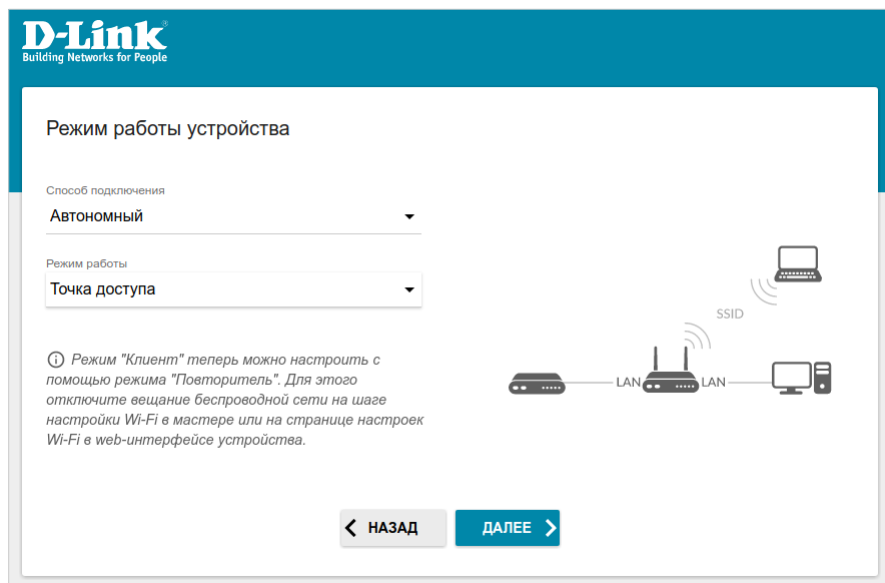 D-Link
Building Networks for People
Режим работы устройства
Способ подключения
Автономный
Режим работы
Точка доступа
SSID
LAN
LAN
Режим "Клиент" теперь можно настроить с
помощью режима "Повторитель". Для этого
отключите вещание беспроводной сети на шаге
настройки Wi-Fi в мастере или на странице настроек
Wi-Fi в web-интерфейсе устройства.
НАЗАД
ДАЛЕЕ